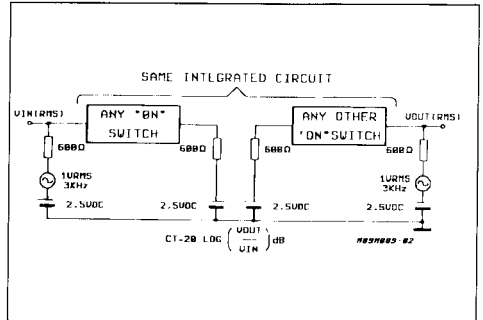 SAME INTEGRATED CIRCUIT
VIN(RMS)
ANY "ON"
SWITCH
ANY OTHER
"ON"SWITCH
VOUT(RMS)
600Ω
600Ω
600Ω
600Ω
1VRMS
3KHz
1VRMS
3KHz
2.5VDC
2.5VDC
2.5VDC
2.5VDC
CT-20 LOG (VOUT/VIN) dB
M89M089-02